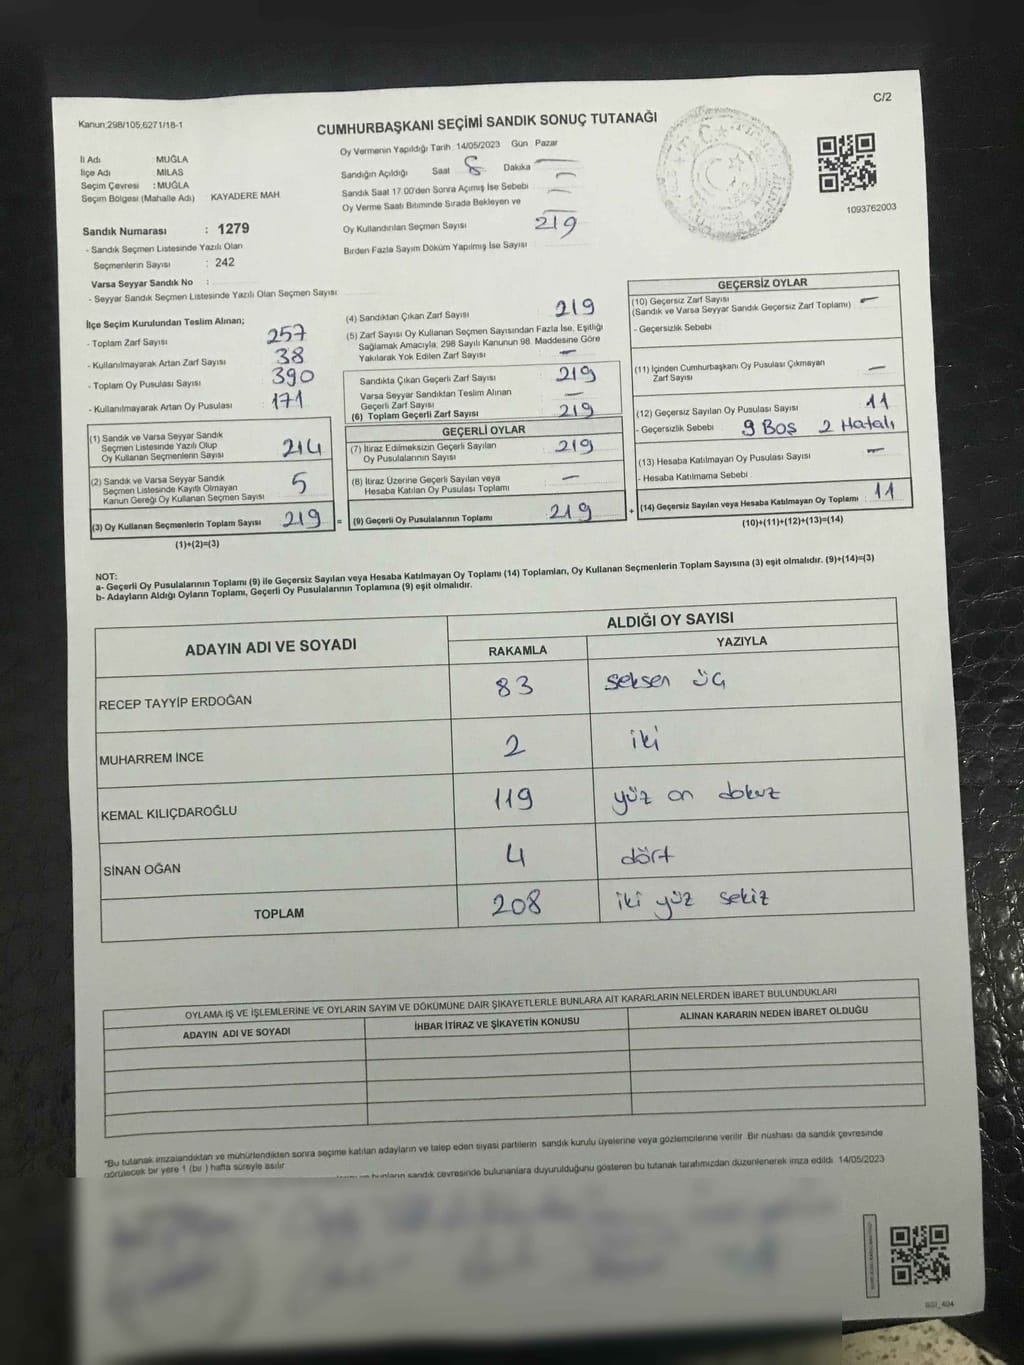 C/2
Kanun;298/105,6271/18-1
CUMHURBAŞKANI SEÇİMİ SANDIK SONUÇ TUTANAĞI
Oy Vermenin Yapıldığı Tarih 14/05/2023 Gün Pazar
İl Adı MUĞLA
İlçe Adı MİLAS
Seçim Çevresi : MUĞLA
Seçim Bölgesi (Mahalle Adı) KAYADERE MAH.
Sandığın Açıldığı Saat 8 Dakika —
Sandık Saat 17 00'den Sonra Açımış İse Sebebi —
Oy Verme Saati Bitiminde Sırada Bekleyen ve —
Oy Kullandırılan Seçmen Sayısı
Birden Fazla Sayım Döküm Yapılmış İse Sayısı
219
1093762003
Sandık Numarası : 1279
- Sandık Seçmen Listesinde Yazılı Olan
Seçmenlerin Sayısı : 242
Varsa Seyyar Sandık No :
- Seyyar Sandık Seçmen Listesinde Yazılı Olan Seçmen Sayısı:
İlçe Seçim Kurulundan Teslim Alınan;
- Toplam Zarf Sayısı 257
- Kullanılmayarak Artan Zarf Sayısı 38
- Toplam Oy Pusulası Sayısı 390
- Kullanılmayarak Artan Oy Pusulası 171
(1) Sandık ve Varsa Seyyar Sandık
Seçmen Listesinde Yazılı Olup
Oy Kullanan Seçmenlerin Sayısı 214
(2) Sandık ve Varsa Seyyar Sandık
Seçmen Listesinde Kayıtlı Olmayan
Kanun Gereği Oy Kullanan Seçmen Sayısı 5
(3) Oy Kullanan Seçmenlerin Toplam Sayısı 219 =
(1)+(2)=(3)
(4) Sandıktan Çıkan Zarf Sayısı 219
(5) Zarf Sayısı Oy Kullanan Seçmen Sayısından Fazla İse, Eşitliği
Sağlamak Amacıyla, 298 Sayılı Kanunun 98. Maddesine Göre
Yakılarak Yok Edilen Zarf Sayısı —
Sandıkta Çıkan Geçerli Zarf Sayısı 219
Varsa Seyyar Sandıktan Teslim Alınan
Geçerli Zarf Sayısı —
(6) Toplam Geçerli Zarf Sayısı 219
GEÇERLİ OYLAR
(7) İtiraz Edilmeksizin Geçerli Sayılan
Oy Pusulalarının Sayısı 219
(8) İtiraz Üzerine Geçerli Sayılan veya
Hesaba Katılan Oy Pusulası Toplamı —
(9) Geçerli Oy Pusulalarının Toplamı 219 +
GEÇERSİZ OYLAR
(10) Geçersiz Zarf Sayısı —
(Sandık ve Varsa Seyyar Sandık Geçersiz Zarf Toplamı)
- Geçersizlik Sebebi
(11) İçinden Cumhurbaşkanı Oy Pusulası Çıkmayan
Zarf Sayısı —
(12) Geçersiz Sayılan Oy Pusulası Sayısı 11
- Geçersizlik Sebebi 9 Boş 2 Hatalı
(13) Hesaba Katılmayan Oy Pusulası Sayısı —
- Hesaba Katılmama Sebebi
(14) Geçersiz Sayılan veya Hesaba Katılmayan Oy Toplamı 11
(10)+(11)+(12)+(13)=(14)
NOT:
a- Geçerli Oy Pusulalarının Toplamı (9) ile Geçersiz Sayılan veya Hesaba Katılmayan Oy Toplamı (14) Toplamları, Oy Kullanan Seçmenlerin Toplam Sayısına (3) eşit olmalıdır. (9)+(14)=(3)
b- Adayların Aldığı Oyların Toplamı, Geçerli Oy Pusulalarının Toplamına (9) eşit olmalıdır.
ADAYIN ADI VE SOYADI ALDIĞI OY SAYISI
RAKAMLA YAZIYLA
RECEP TAYYİP ERDOĞAN 83 seksen üç
MUHARREM İNCE 2 iki
KEMAL KILIÇDAROĞLU 119 yüz on dokuz
SİNAN OĞAN 4 dört
TOPLAM 208 iki yüz sekiz
OYLAMA İŞ VE İŞLEMLERİNE VE OYLARIN SAYIM VE DÖKÜMÜNE DAİR ŞİKAYETLERLE BUNLARA AİT KARARLARIN NELERDEN İBARET BULUNDUKLARI
ADAYIN ADI VE SOYADI İHBAR İTİRAZ VE ŞİKAYETİN KONUSU ALINAN KARARIN NEDEN İBARET OLDUĞU
*Bu tutanak imzalandıktan ve mühürlendikten sonra seçime katılan adayların ve talep eden siyasi partilerin sandık kurulu üyelerine veya gözlemcilerine verilir. Bir nüshası da sandık çevresinde
görülecek bir yere 1 (bir ) hafta süreyle asılır
bunların sandık çevresinde bulunanlara duyurulduğunu gösteren bu tutanak tarafımızdan düzenlenerek imza edildi. 14/05/2023